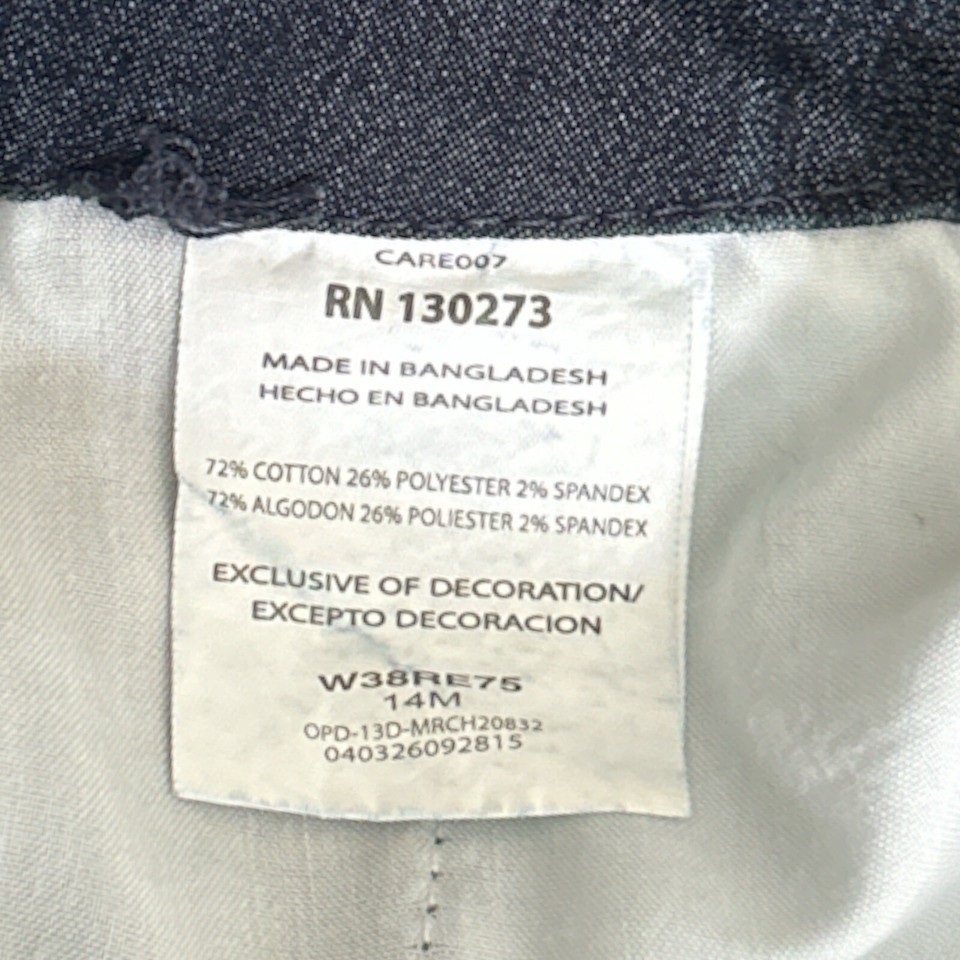 CARE007
RN 130273
MADE IN BANGLADESH
HECHO EN BANGLADESH
72% COTTON 26% POLYESTER 2% SPANDEX
72% ALGODON 26% POLIESTER 2% SPANDEX
EXCLUSIVE OF DECORATION/
EXCEPTO DECORACION
W38RE75
14M
OPD-13D-MRCH20832
040326092815